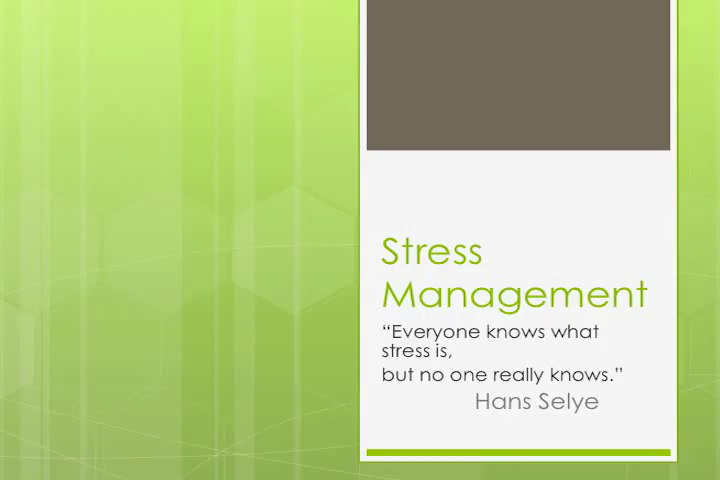 Stress
Management
“Everyone knows what
stress is,
but no one really knows.”
Hans Selye